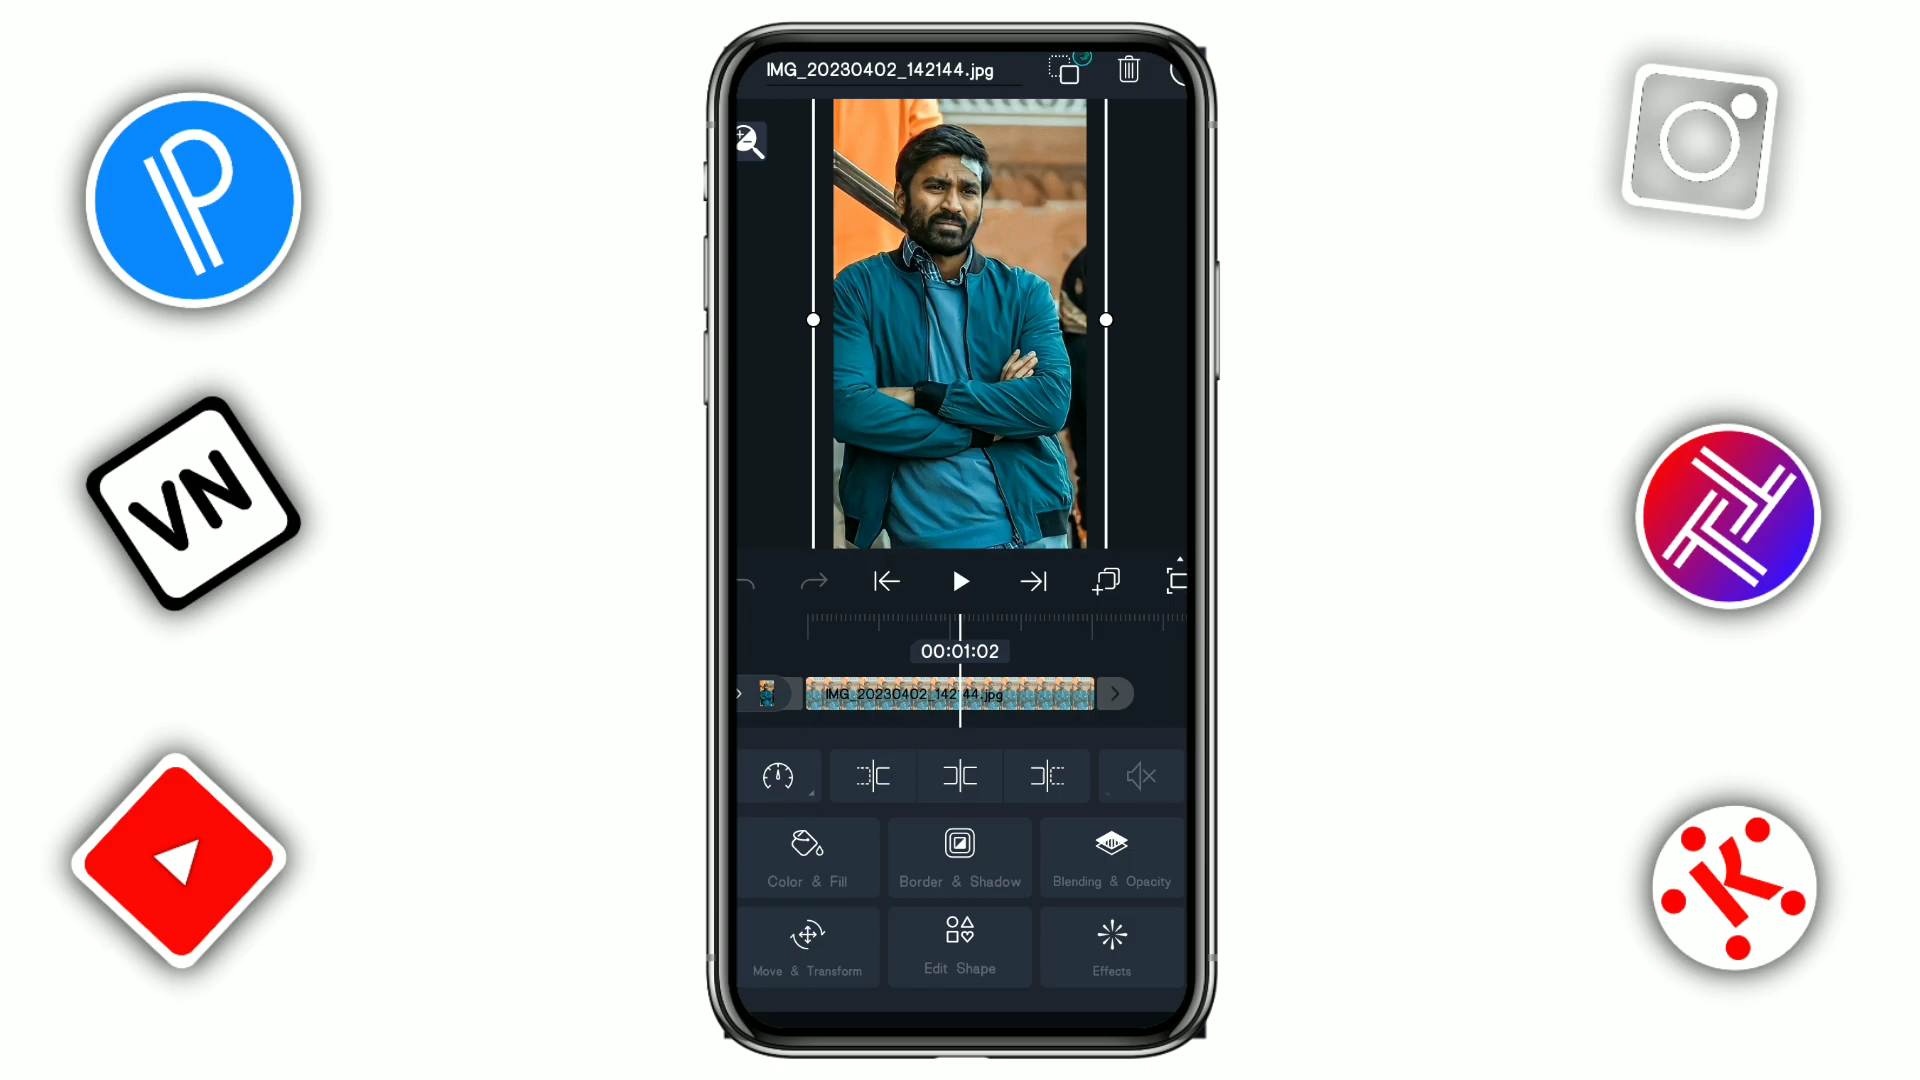 IMG_20230402_142144.jpg
VN
00:01:02
IMG_20230402_142144.jpg
Color & Fill
Border & Shadow
Blending & Opacity
Move & Transform
Edit Shape
Effects